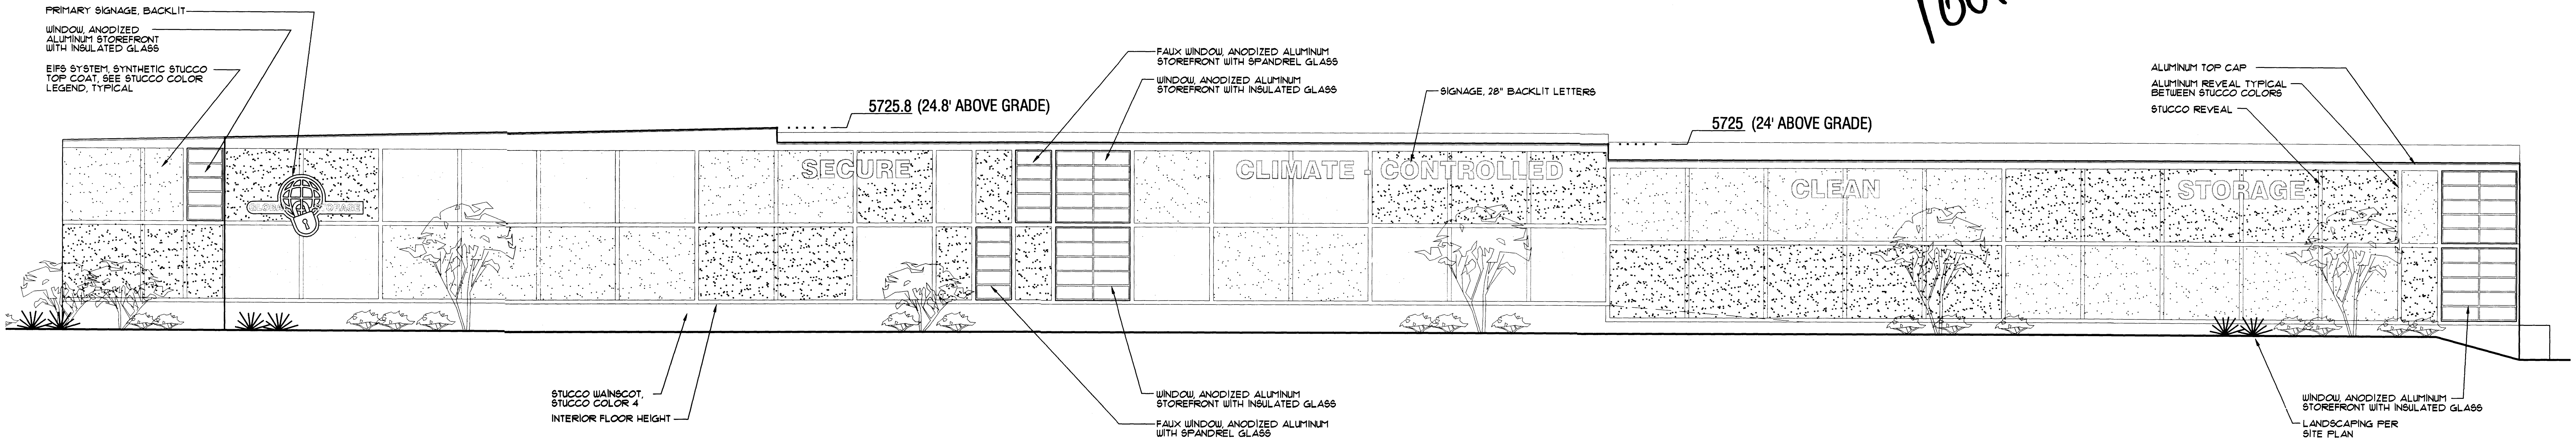 PRIMARY SIGNAGE, BACKLIT
WINDOW, ANODIZED
ALUMINUM STOREFRONT
WITH INSULATED GLASS
EIFS SYSTEM, SYNTHETIC STUCCO
TOP COAT, SEE STUCCO COLOR
LEGEND, TYPICAL
5725.8 (24.8' ABOVE GRADE)
FAUX WINDOW, ANODIZED ALUMINUM
STOREFRONT WITH SPANDREL GLASS
WINDOW, ANODIZED ALUMINUM
STOREFRONT WITH INSULATED GLASS
SIGNAGE, 28" BACKLIT LETTERS
5725 (24' ABOVE GRADE)
ALUMINUM TOP CAP
ALUMINUM REVEAL TYPICAL
BETWEEN STUCCO COLORS
STUCCO REVEAL
SECURE
CLIMATE - CONTROLLED
CLEAN
STORAGE
STUCCO WAINSCOT,
STUCCO COLOR 4
INTERIOR FLOOR HEIGHT
WINDOW, ANODIZED ALUMINUM
STOREFRONT WITH INSULATED GLASS
FAUX WINDOW, ANODIZED ALUMINUM
WITH SPANDREL GLASS
WINDOW, ANODIZED ALUMINUM
STOREFRONT WITH INSULATED GLASS
LANDSCAPING PER
SITE PLAN